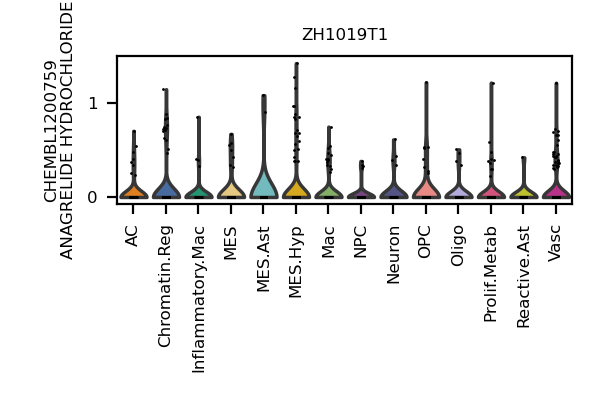 ZH1019T1
CHEMBL1200759
ANAGRELIDE HYDROCHLORIDE
1
0
AC
Chromatin.Reg
Inflammatory.Mac
MES
MES.Ast
MES.Hyp
Mac
NPC
Neuron
OPC
Oligo
Prolif.Metab
Reactive.Ast
Vasc